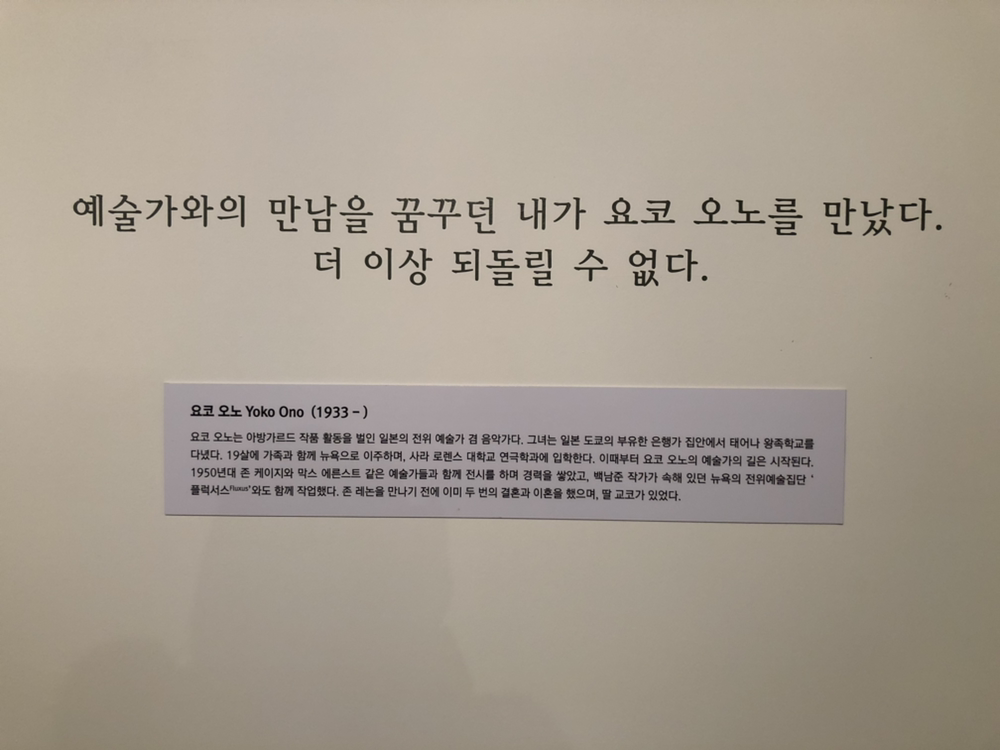 예술가와의 만남을 꿈꾸던 내가 요코 오노를 만났다.
더 이상 되돌릴 수 없다.
요코 오노 Yoko Ono (1933 – )
요코 오노는 아방가르드 작품 활동을 벌인 일본의 전위 예술가 겸 음악가다. 그녀는 일본 도쿄의 부유한 은행가 집안에서 태어나 왕족학교를
다녔다. 19살에 가족과 함께 뉴욕으로 이주하며, 사라 로렌스 대학교 연극학과에 입학한다. 이때부터 요코 오노의 예술가의 길은 시작된다.
1950년대 존 케이지와 막스 에른스트 같은 예술가들과 함께 전시를 하며 경력을 쌓았고, 백남준 작가가 속해 있던 뉴욕의 전위예술집단 ‘
플럭서스Fluxus’와도 함께 작업했다. 존 레논을 만나기 전에 이미 두 번의 결혼과 이혼을 했으며, 딸 교코가 있었다.